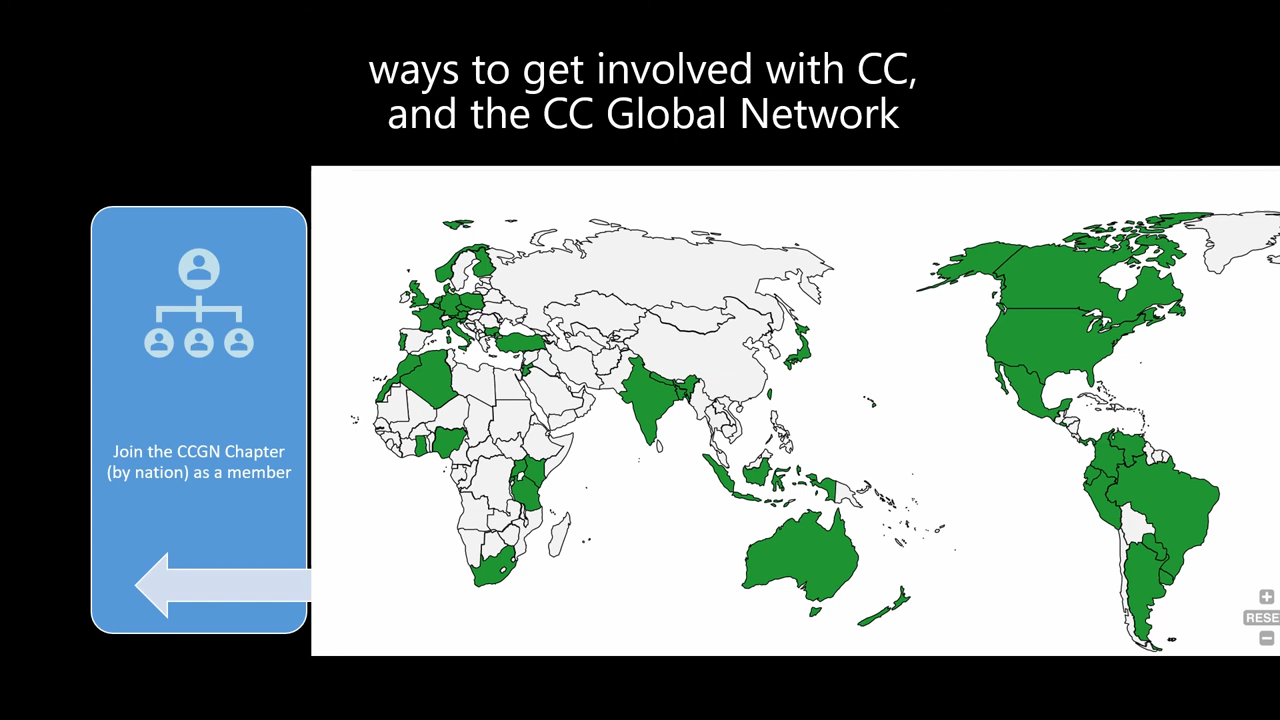 ways to get involved with CC,
and the CC Global Network
Join the CCGN Chapter
(by nation) as a member
+
RESE
−